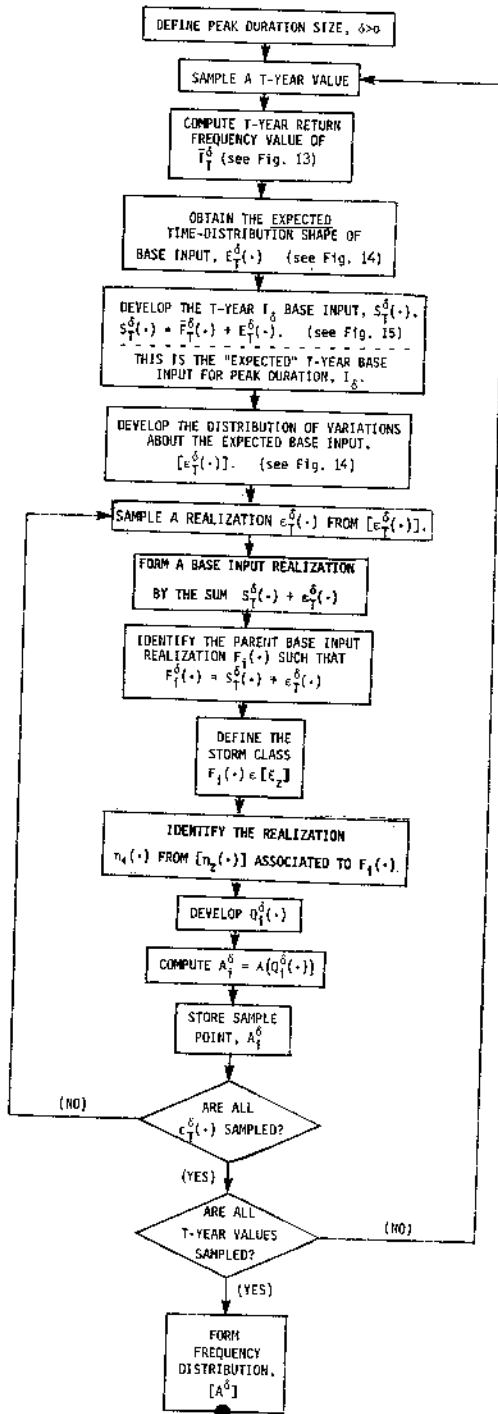 DEFINE PEAK DURATION SIZE, δ>0
SAMPLE A T-YEAR VALUE
COMPUTE T-YEAR RETURN
FREQUENCY VALUE OF
Ī_T^δ (see Fig. 13)
OBTAIN THE EXPECTED
TIME-DISTRIBUTION SHAPE OF
BASE INPUT, E_T^δ(·) (see Fig. 14)
DEVELOP THE T-YEAR I_δ BASE INPUT, S_T^δ(·).
S_T^δ(·) = F̄_T^δ(·) + E_T^δ(·). (see Fig. 15)
THIS IS THE "EXPECTED" T-YEAR BASE
INPUT FOR PEAK DURATION, I_δ.
DEVELOP THE DISTRIBUTION OF VARIATIONS
ABOUT THE EXPECTED BASE INPUT.
[ε_T^δ(·)]. (see Fig. 14)
SAMPLE A REALIZATION ε_T^δ(·) FROM [ε_T^δ(·)].
FORM A BASE INPUT REALIZATION
BY THE SUM S_T^δ(·) + ε_T^δ(·)
IDENTIFY THE PARENT BASE INPUT
REALIZATION F_i(·) SUCH THAT
F_i^δ(·) = S_T^δ(·) + ε_T^δ(·)
DEFINE THE
STORM CLASS
F_i(·) ε [ξ_Z]
IDENTIFY THE REALIZATION
η_i(·) FROM [η_Z(·)] ASSOCIATED TO F_i(·).
DEVELOP Q_i^δ(·)
COMPUTE A_i^δ = A(Q_i^δ(·))
STORE SAMPLE
POINT, A_i^δ
(NO)
ARE ALL
ε_T^δ(·) SAMPLED?
(YES)
ARE ALL
T-YEAR VALUES
SAMPLED?
(NO)
(YES)
FORM
FREQUENCY
DISTRIBUTION.
[A^δ]